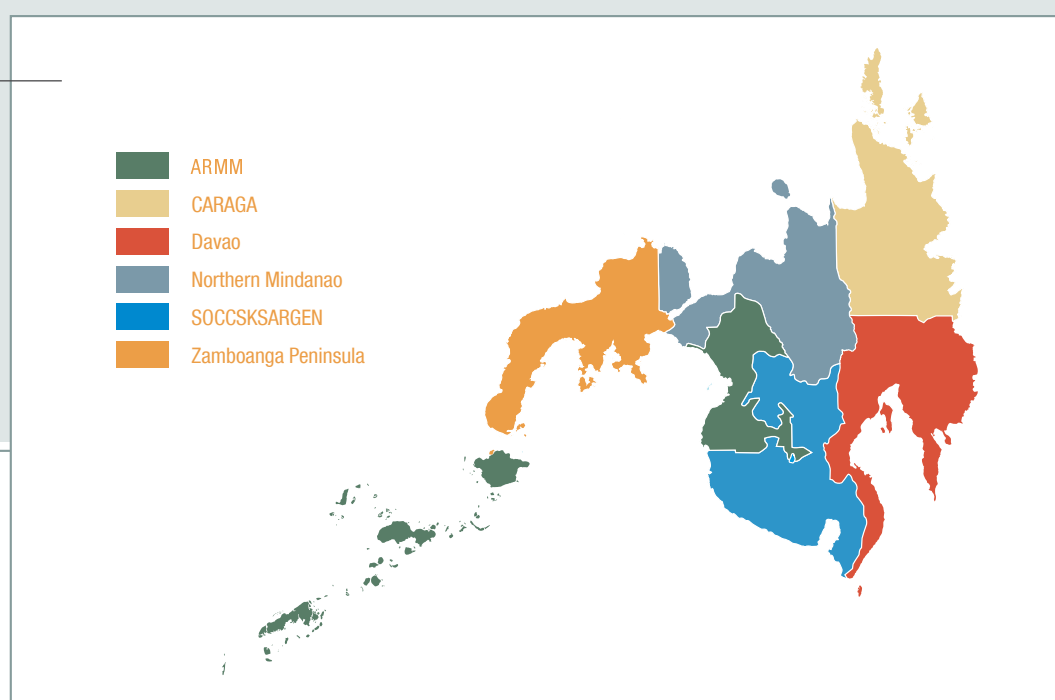 ARMM
CARAGA
Davao
Northern Mindanao
SOCCSKSARGEN
Zamboanga Peninsula